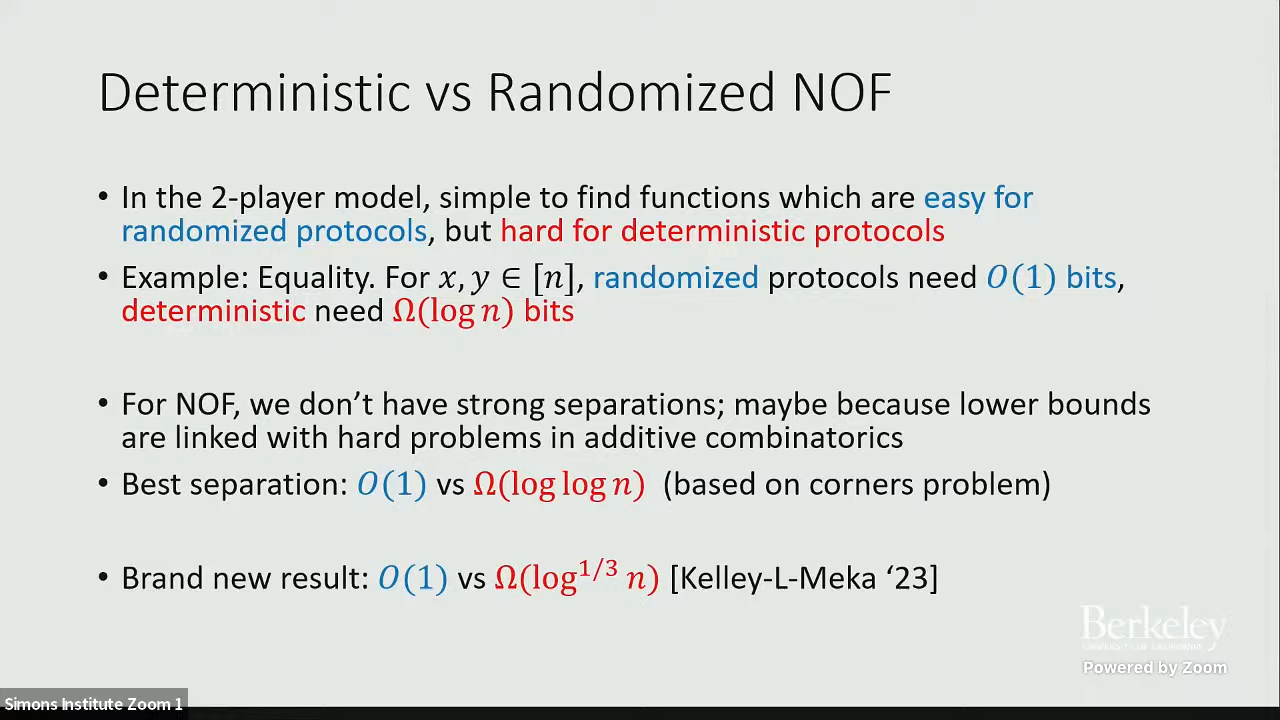 Deterministic vs Randomized NOF
• In the 2-player model, simple to find functions which are easy for
randomized protocols, but hard for deterministic protocols
• Example: Equality. For x, y ∈ [n], randomized protocols need O(1) bits,
deterministic need Ω(log n) bits
• For NOF, we don’t have strong separations; maybe because lower bounds
are linked with hard problems in additive combinatorics
• Best separation: O(1) vs Ω(log log n) (based on corners problem)
• Brand new result: O(1) vs Ω(log^{1/3} n) [Kelley-L-Meka ‘23]
Berkeley
UNIVERSITY OF CALIFORNIA
Powered by Zoom
Simons Institute Zoom 1